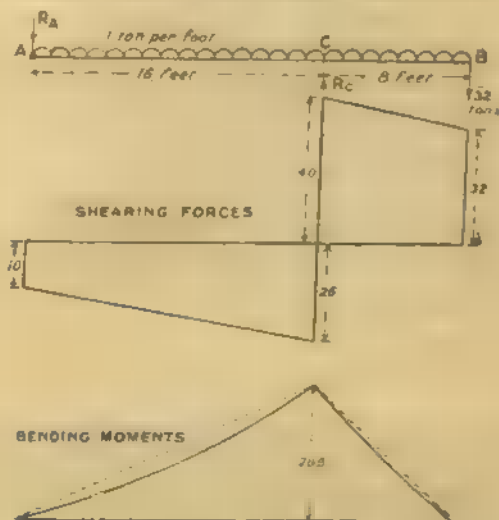 RA
1 ton per foot
A C B
16 feet 8 feet
Rc
32
tons
40
32
SHEARING FORCES
10
26
BENDING MOMENTS
288